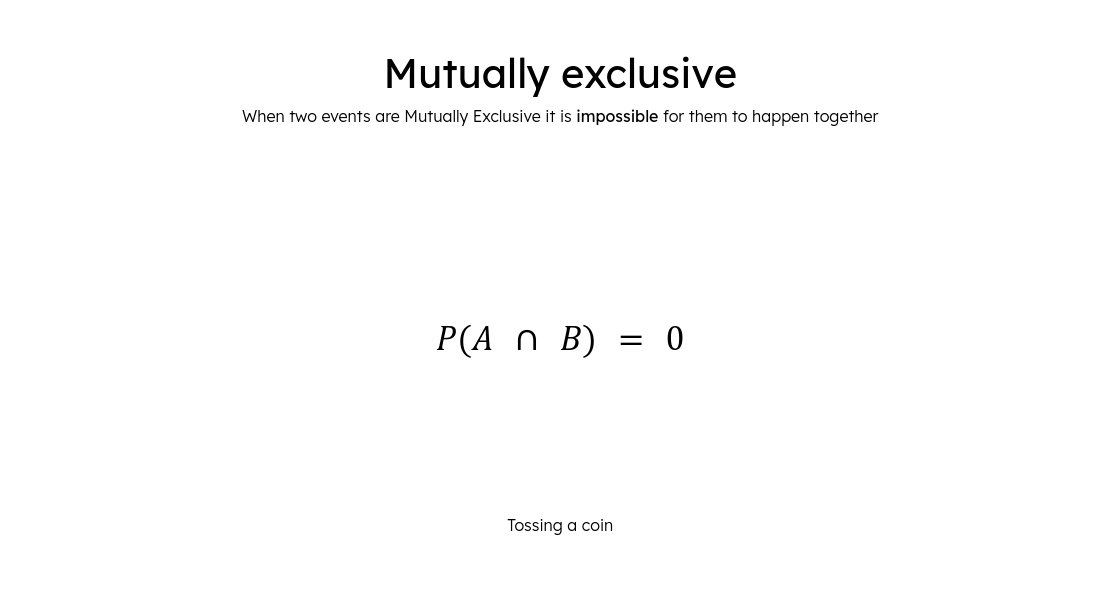 Mutually exclusive
When two events are Mutually Exclusive it is impossible for them to happen together
P(A ∩ B) = 0
Tossing a coin